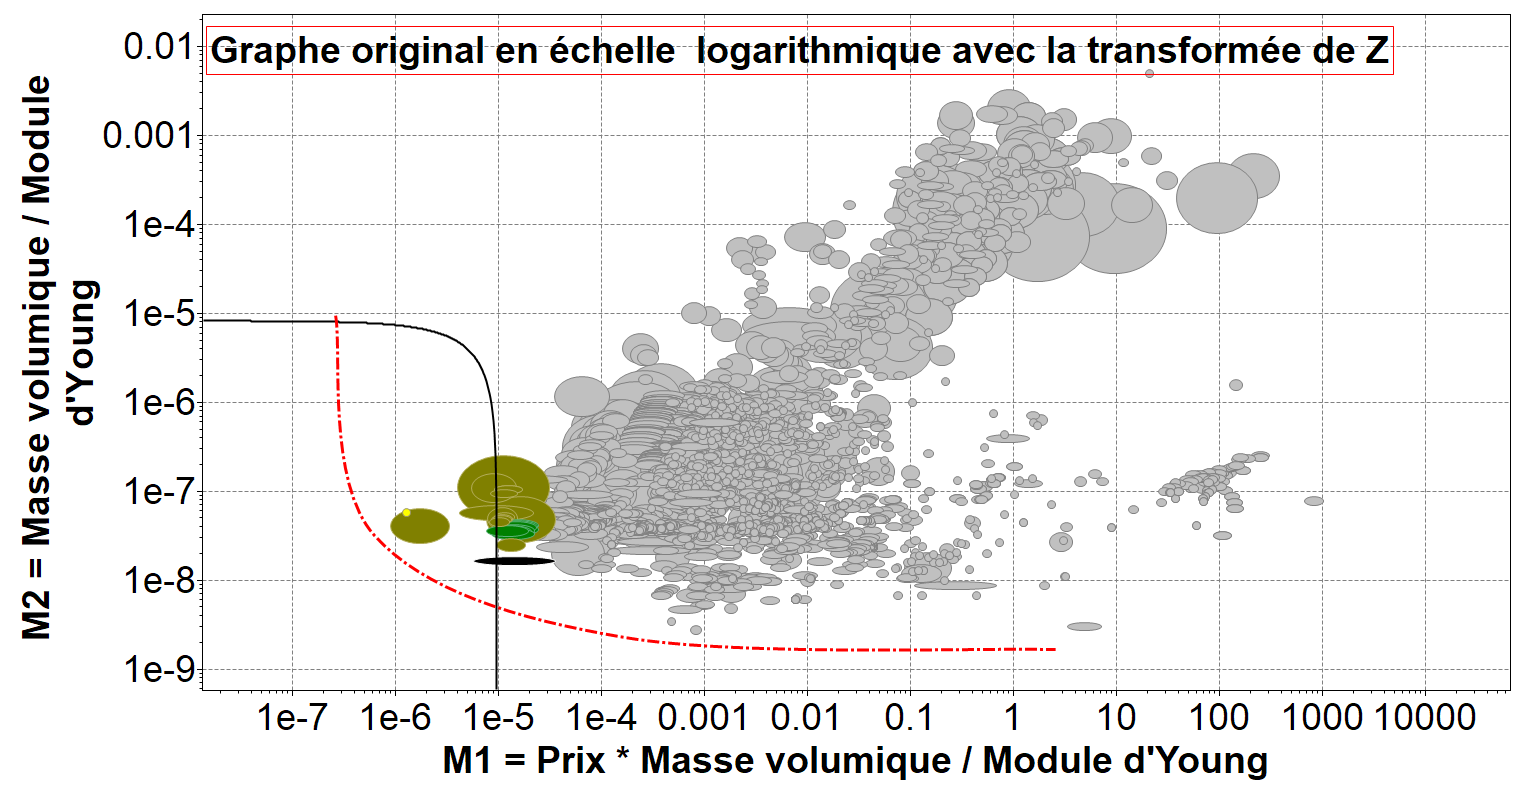 Graphe original en échelle  logarithmique avec la transformée de Z
M2 = Masse volumique / Module
d'Young
0.01
0.001
1e-4
1e-5
1e-6
1e-7
1e-8
1e-9
1e-7 1e-6 1e-5 1e-4 0.001 0.01 0.1 1 10 100 1000 10000
M1 = Prix * Masse volumique / Module d'Young